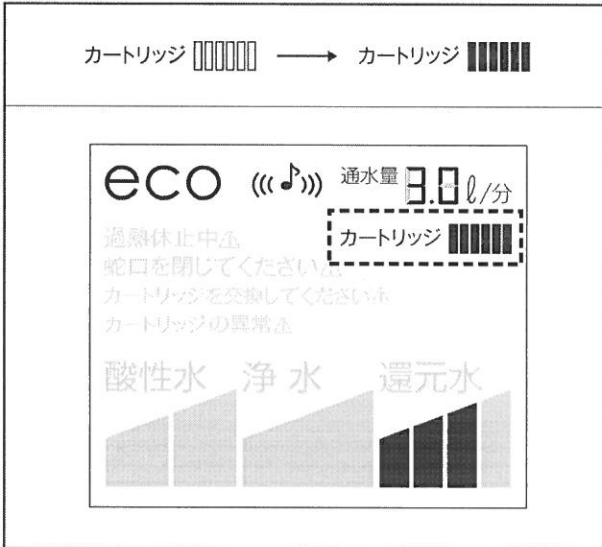 カートリッジ → カートリッジ
eco 通水量 3.0ℓ/分
カートリッジ
過熱休止中⚠
蛇口を閉じてください⚠
カートリッジを交換してください⚠
カートリッジの異常⚠
酸性水 浄水 還元水